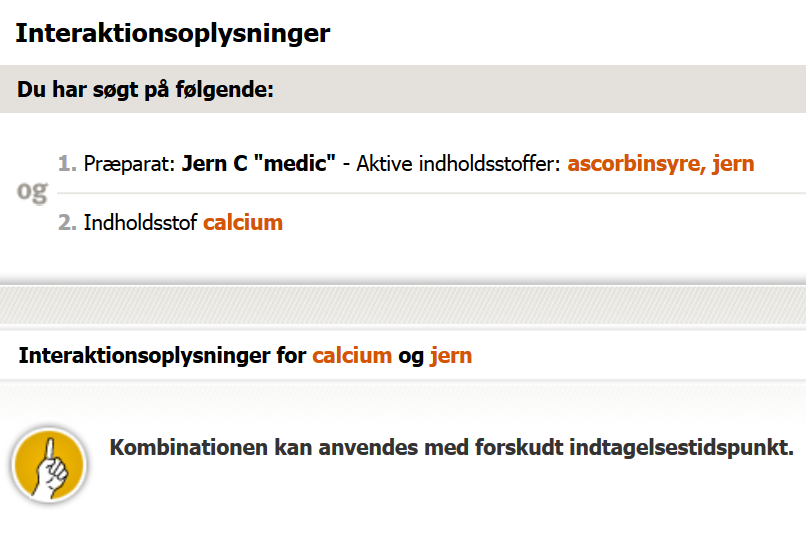 Interaktionsoplysninger
Du har søgt på følgende:
1. Præparat: Jern C "medic" - Aktive indholdsstoffer: ascorbinsyre, jern
og
2. Indholdsstof calcium
Interaktionsoplysninger for calcium og jern
Kombinationen kan anvendes med forskudt indtagelsestidspunkt.